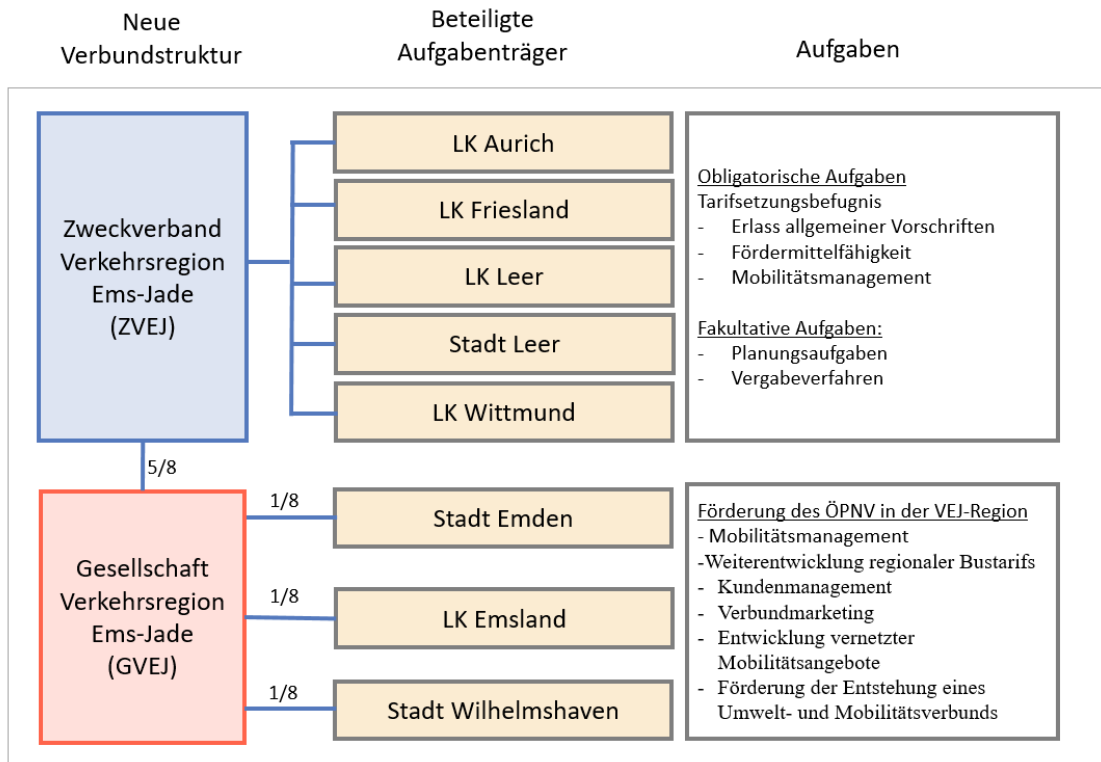 Neue
Verbundstruktur
Beteiligte
Aufgabenträger
Aufgaben
Zweckverband
Verkehrsregion
Ems-Jade
(ZVEJ)
LK Aurich
LK Friesland
LK Leer
Stadt Leer
LK Wittmund
Obligatorische Aufgaben
Tarifsetzungsbefugnis
- Erlass allgemeiner Vorschriften
- Fördermittelfähigkeit
- Mobilitätsmanagement
Fakultative Aufgaben:
- Planungsaufgaben
- Vergabeverfahren
5/8
Gesellschaft
Verkehrsregion
Ems-Jade
(GVEJ)
1/8
Stadt Emden
1/8
LK Emsland
1/8
Stadt Wilhelmshaven
Förderung des ÖPNV in der VEJ-Region
- Mobilitätsmanagement
-Weiterentwicklung regionaler Bustarifs
- Kundenmanagement
- Verbundmarketing
- Entwicklung vernetzter
Mobilitätsangebote
- Förderung der Entstehung eines
Umwelt- und Mobilitätsverbunds